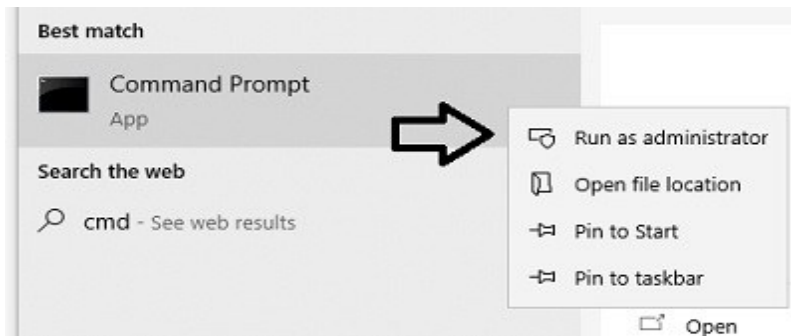 Best match
Command Prompt
App
Search the web
cmd - See web results
Run as administrator
Open file location
Pin to Start
Pin to taskbar
Open